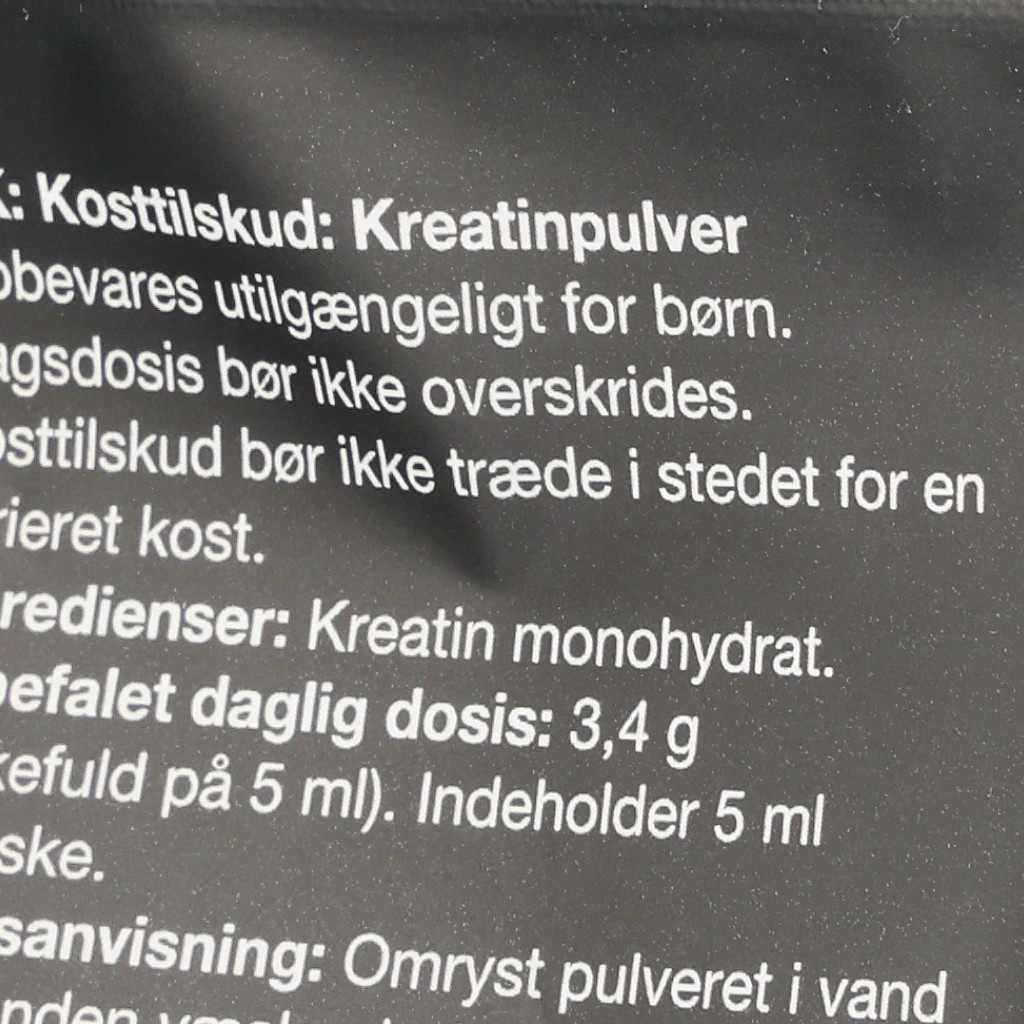 K: Kosttilskud: Kreatinpulver
obevares utilgængeligt for børn.
agsdosis bør ikke overskrides.
osttilskud bør ikke træde i stedet for en
rieret kost.
redienser: Kreatin monohydrat.
befalet daglig dosis: 3,4 g
kefuld på 5 ml). Indeholder 5 ml
ske.
sanvisning: Omryst pulveret i vand
nden